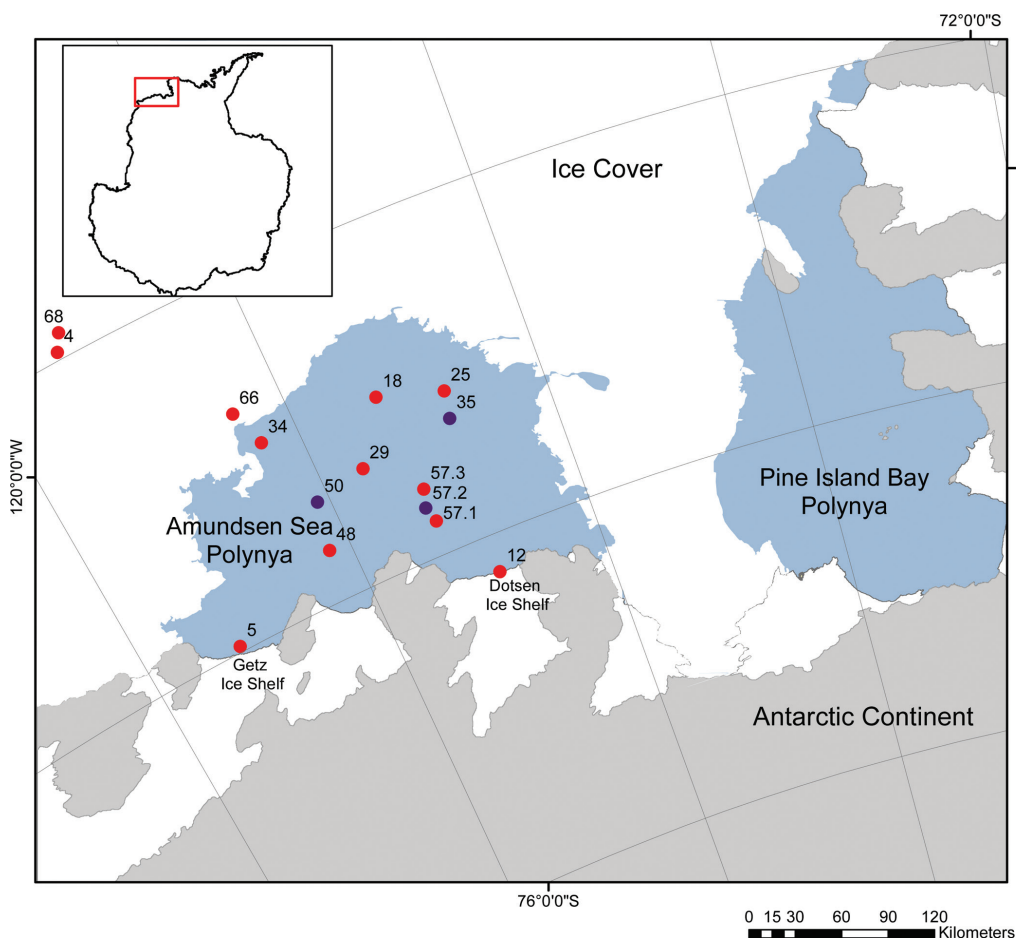 72°0'0"S
Ice Cover
68
4
66
34
18
25
35
29
50
57.3
57.2
57.1
48
12
5
Amundsen Sea
Polynya
Pine Island Bay
Polynya
Dotsen
Ice Shelf
Getz
Ice Shelf
Antarctic Continent
120°0'0"W
76°0'0"S
0 15 30 60 90 120
Kilometers